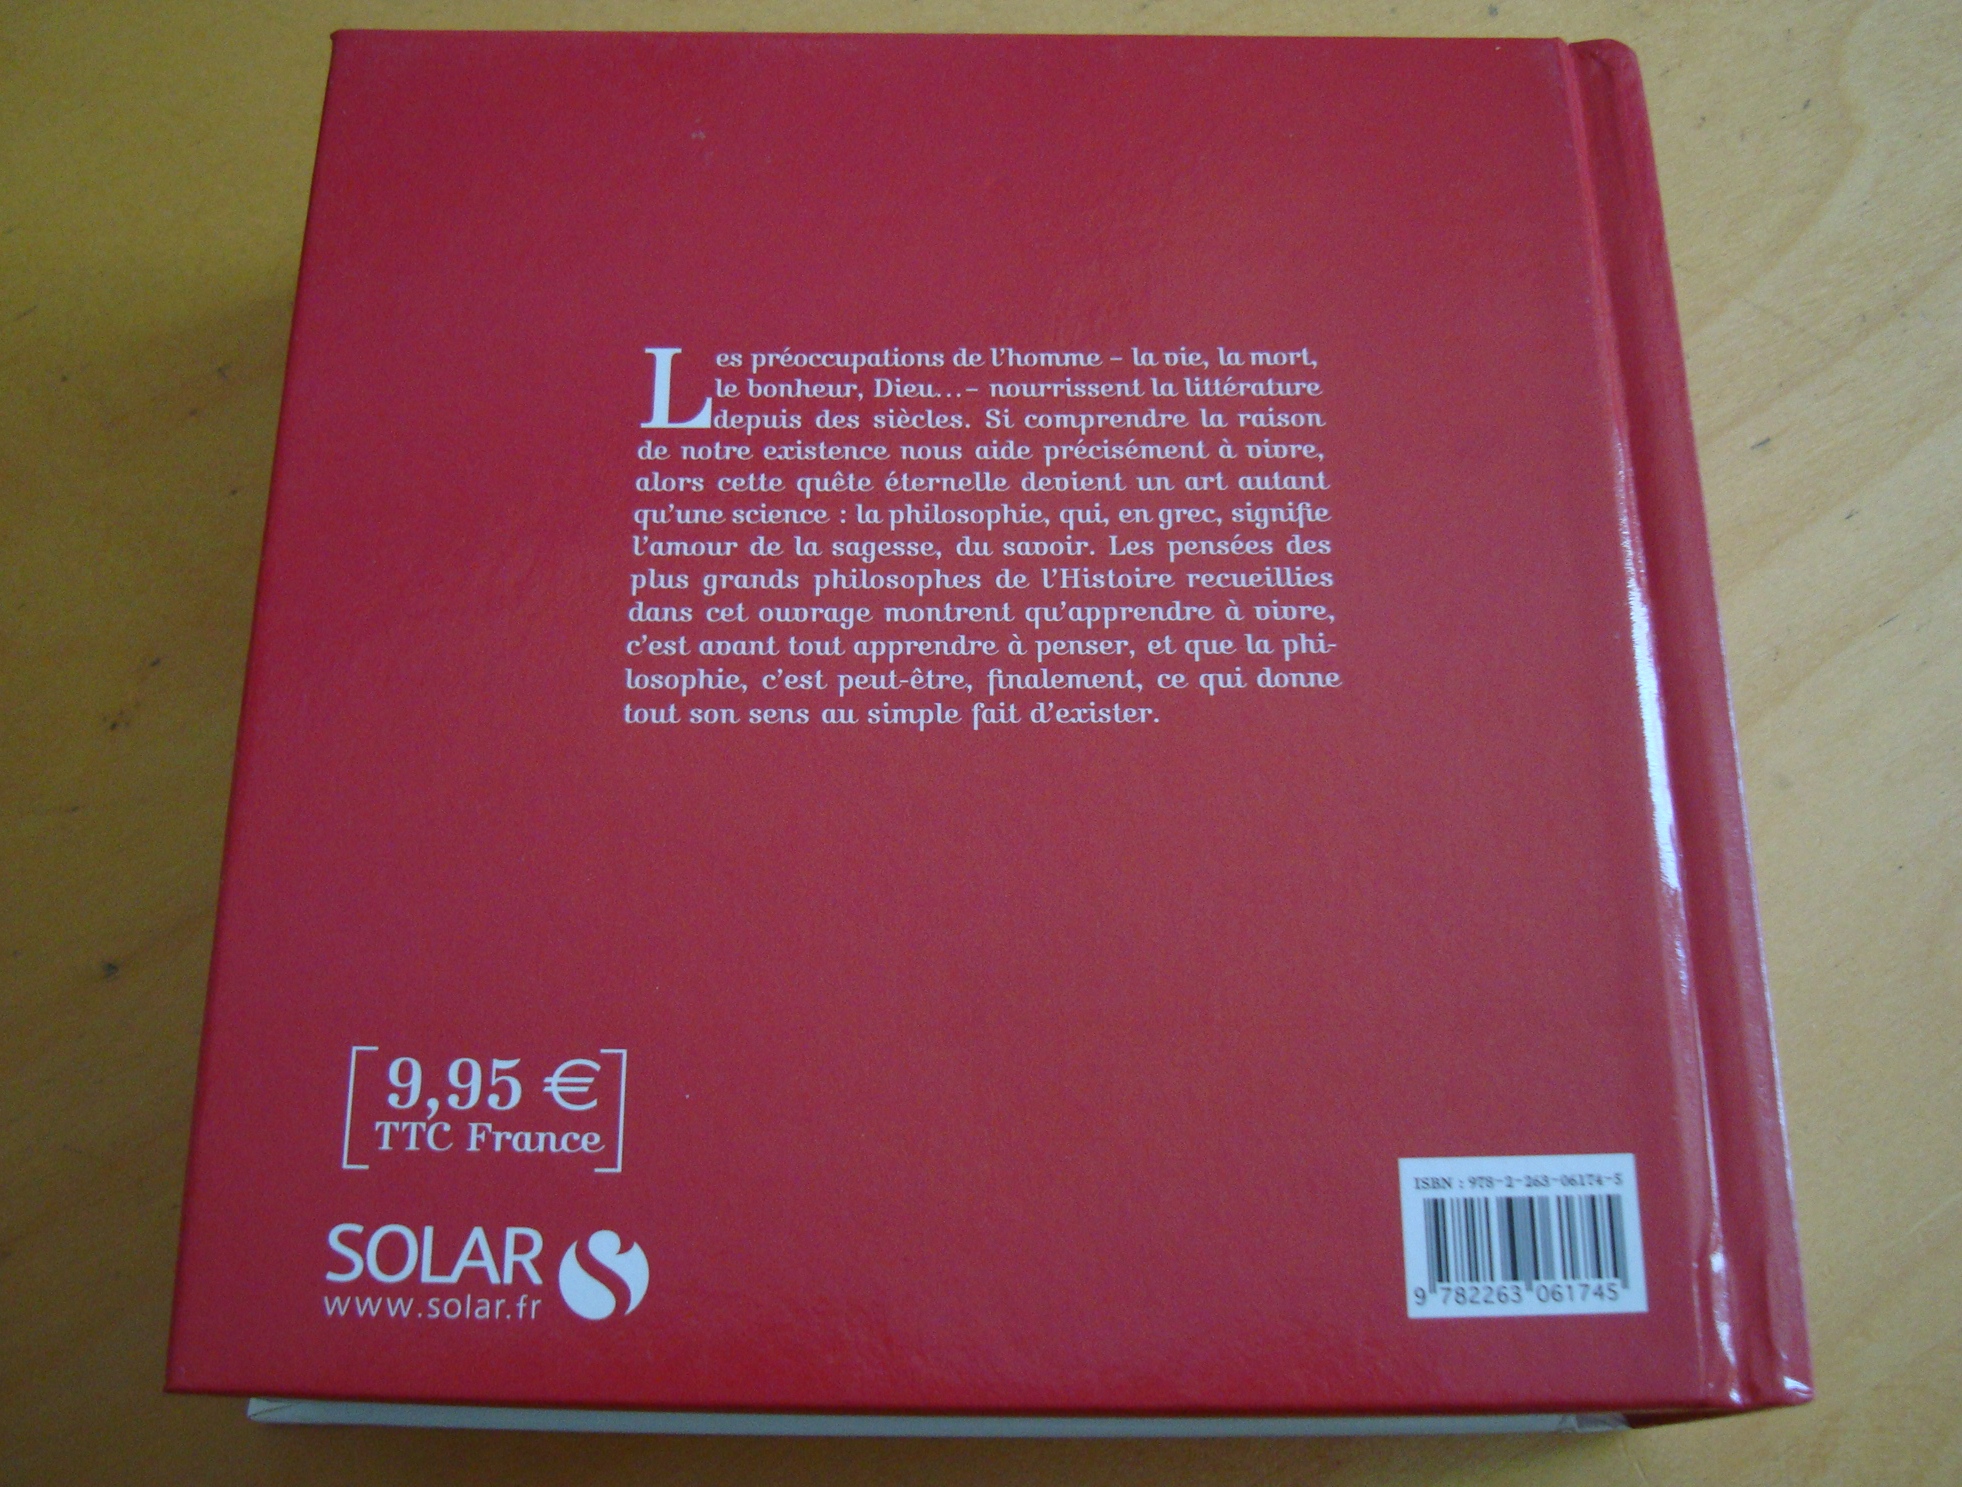 Les préoccupations de l'homme – la vie, la mort,
le bonheur, Dieu...– nourrissent la littérature
depuis des siècles. Si comprendre la raison
de notre existence nous aide précisément à vivre,
alors cette quête éternelle devient un art autant
qu'une science : la philosophie, qui, en grec, signifie
l'amour de la sagesse, du savoir. Les pensées des
plus grands philosophes de l'Histoire recueillies
dans cet ouvrage montrent qu'apprendre à vivre,
c'est avant tout apprendre à penser, et que la phi-
losophie, c'est peut-être, finalement, ce qui donne
tout son sens au simple fait d'exister.
9,95 €
TTC France
SOLAR
www.solar.fr
ISBN : 978-2-263-06174-5
9 782263 061745